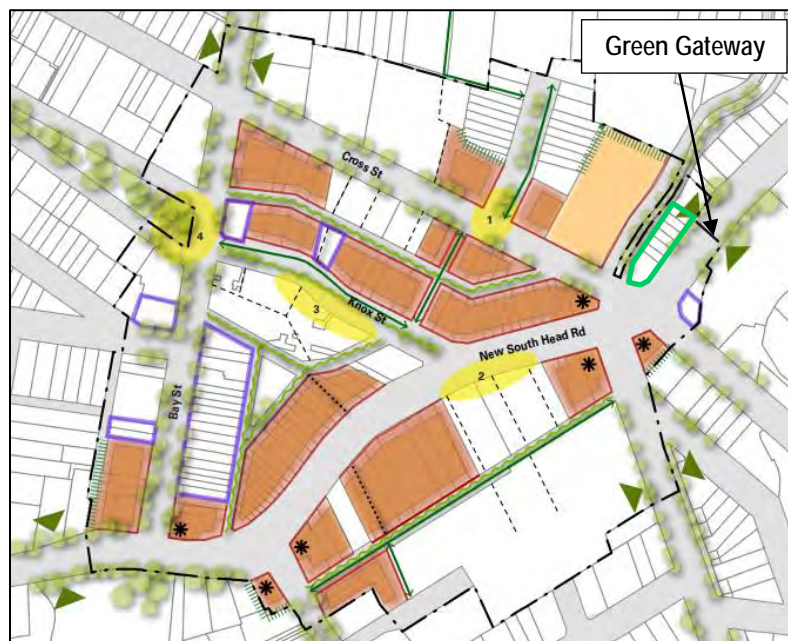 Green Gateway
Cross St
1
4
3
Knox St
New South Head Rd
2
Bay St